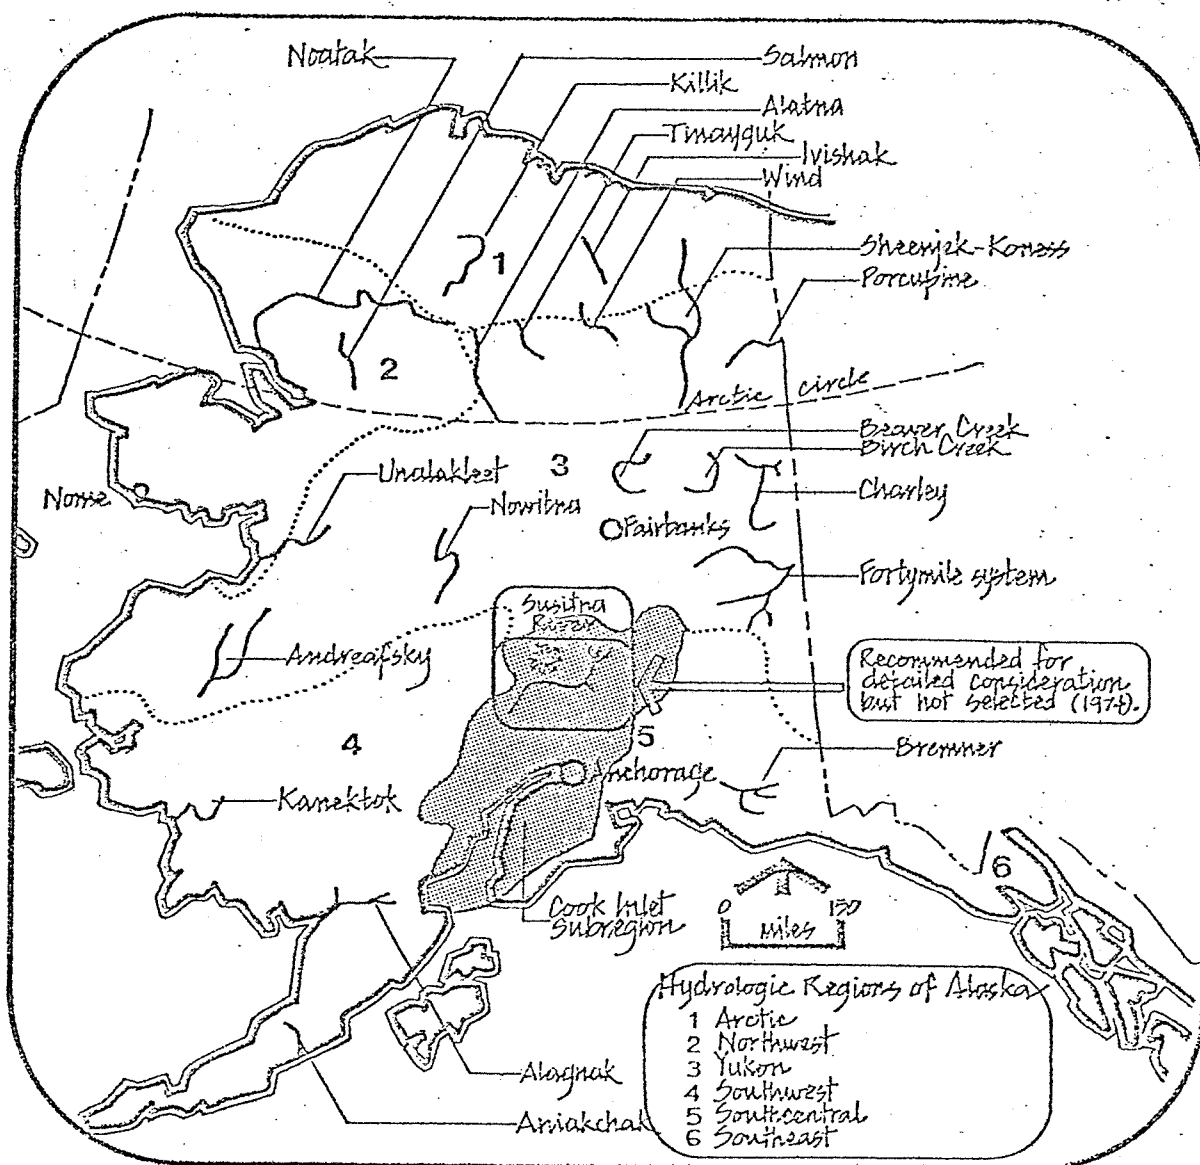 Noatak
Salmon
Killik
Alatna
Tinayguk
Ivishak
Wind
Sheenjek-Koness
Porcupine
1
2
Arctic Circle
Beaver Creek
Birch Creek
3
Unalakleet
Charley
Nome
Nowitna
Fairbanks
Fortymile system
Susitna
River
Andreafsky
Recommended for
detailed consideration
but not selected (1974).
4
5
Bremner
Anchorage
Kanektok
6
0 150
miles
Cook Inlet
Subregion
Hydrologic Regions of Alaska
1 Arctic
2 Northwest
3 Yukon
4 Southwest
5 Southcentral
6 Southeast
Alagnak
Aniakchak